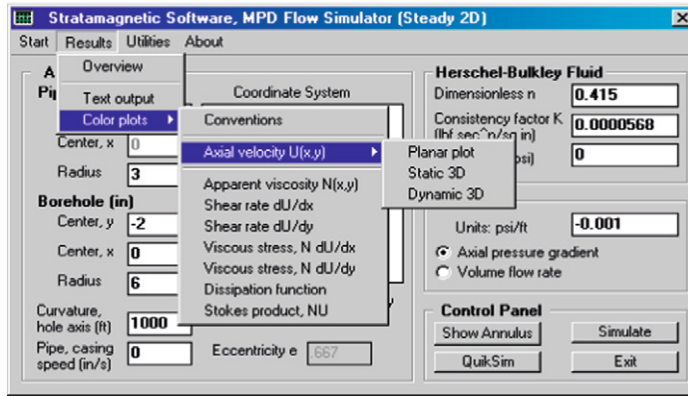 Stratamagnetic Software, MPD Flow Simulator (Steady 2D)
Start Results Utilities About
Overview
Text output
Color plots
Conventions
Axial velocity U(x,y)
Apparent viscosity N(x,y)
Shear rate dU/dx
Shear rate dU/dy
Viscous stress, N dU/dx
Viscous stress, N dU/dy
Dissipation function
Stokes product, NU
Planar plot
Static 3D
Dynamic 3D
Coordinate System
Center, x 0
Radius 3
Borehole (in)
Center, y -2
Center, x 0
Radius 6
Curvature,
hole axis (ft) 1000
Pipe, casing
speed (in/s) 0
Eccentricity e .667
Herschel-Bulkley Fluid
Dimensionless n 0.415
Consistency factor K
(lbf sec^n/sq in) 0.0000568
0
Units: psi/ft -0.001
Axial pressure gradient
Volume flow rate
Control Panel
Show Annulus Simulate
QuikSim Exit